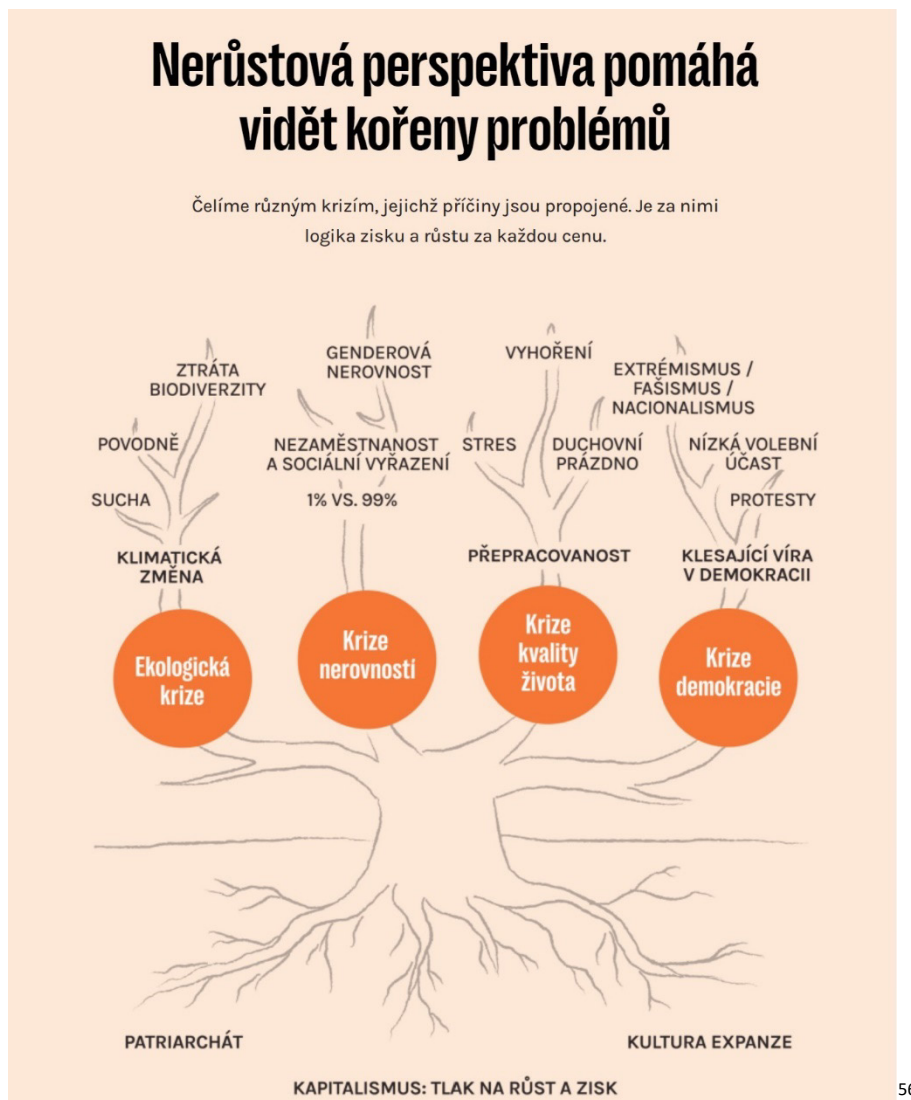 Nerůstová perspektiva pomáhá
vidět kořeny problémů
Čelíme různým krizím, jejichž příčiny jsou propojené. Je za nimi
logika zisku a růstu za každou cenu.
ZTRÁTA
BIODIVERZITY
POVODNĚ
SUCHA
KLIMATICKÁ
ZMĚNA
Ekologická
krize
GENDEROVÁ
NEROVNOST
NEZAMĚSTNANOST
A SOCIÁLNÍ VYŘAZENÍ
1% VS. 99%
Krize
nerovností
VYHOŘENÍ
STRES
DUCHOVNÍ
PRÁZDNO
PŘEPRACOVANOST
Krize
kvality
života
EXTRÉMISMUS /
FAŠISMUS /
NACIONALISMUS
NÍZKÁ VOLEBNÍ
ÚČAST
PROTESTY
KLESAJÍCÍ VÍRA
V DEMOKRACII
Krize
demokracie
PATRIARCHÁT
KULTURA EXPANZE
KAPITALISMUS: TLAK NA RŮST A ZISK
56